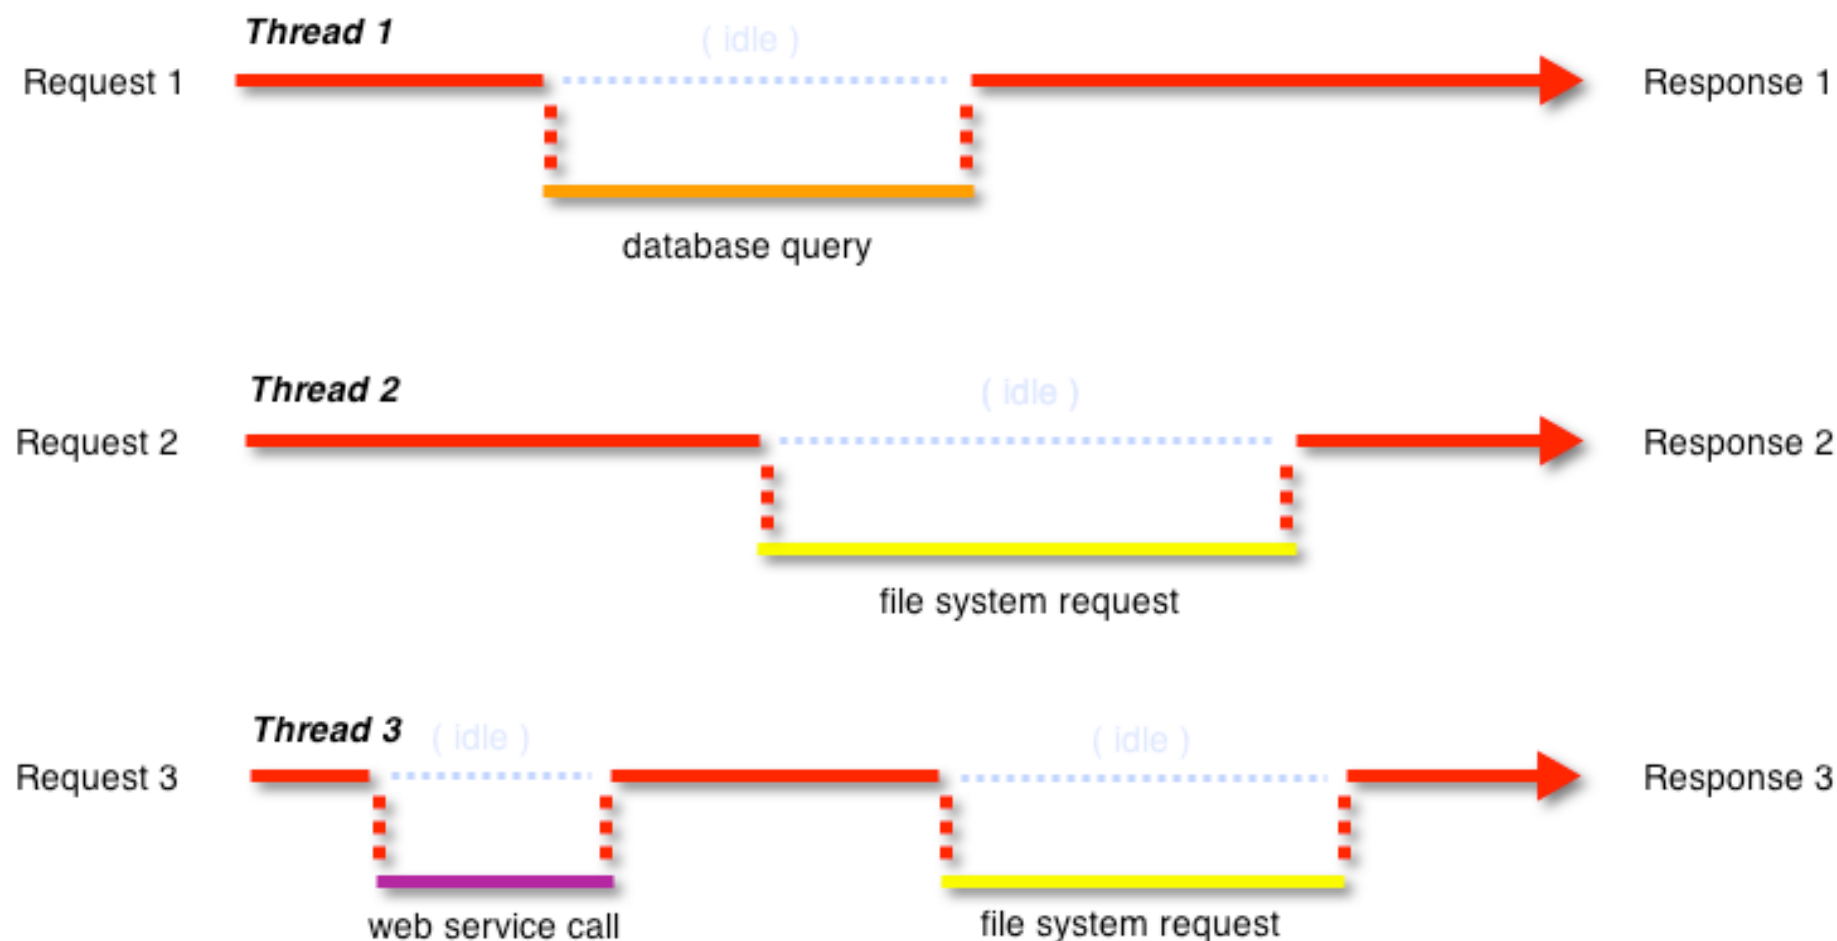 Thread 1
( idle )
Request 1
Response 1
database query
Thread 2
( idle )
Request 2
Response 2
file system request
Thread 3
( idle )
( idle )
Request 3
Response 3
web service call
file system request